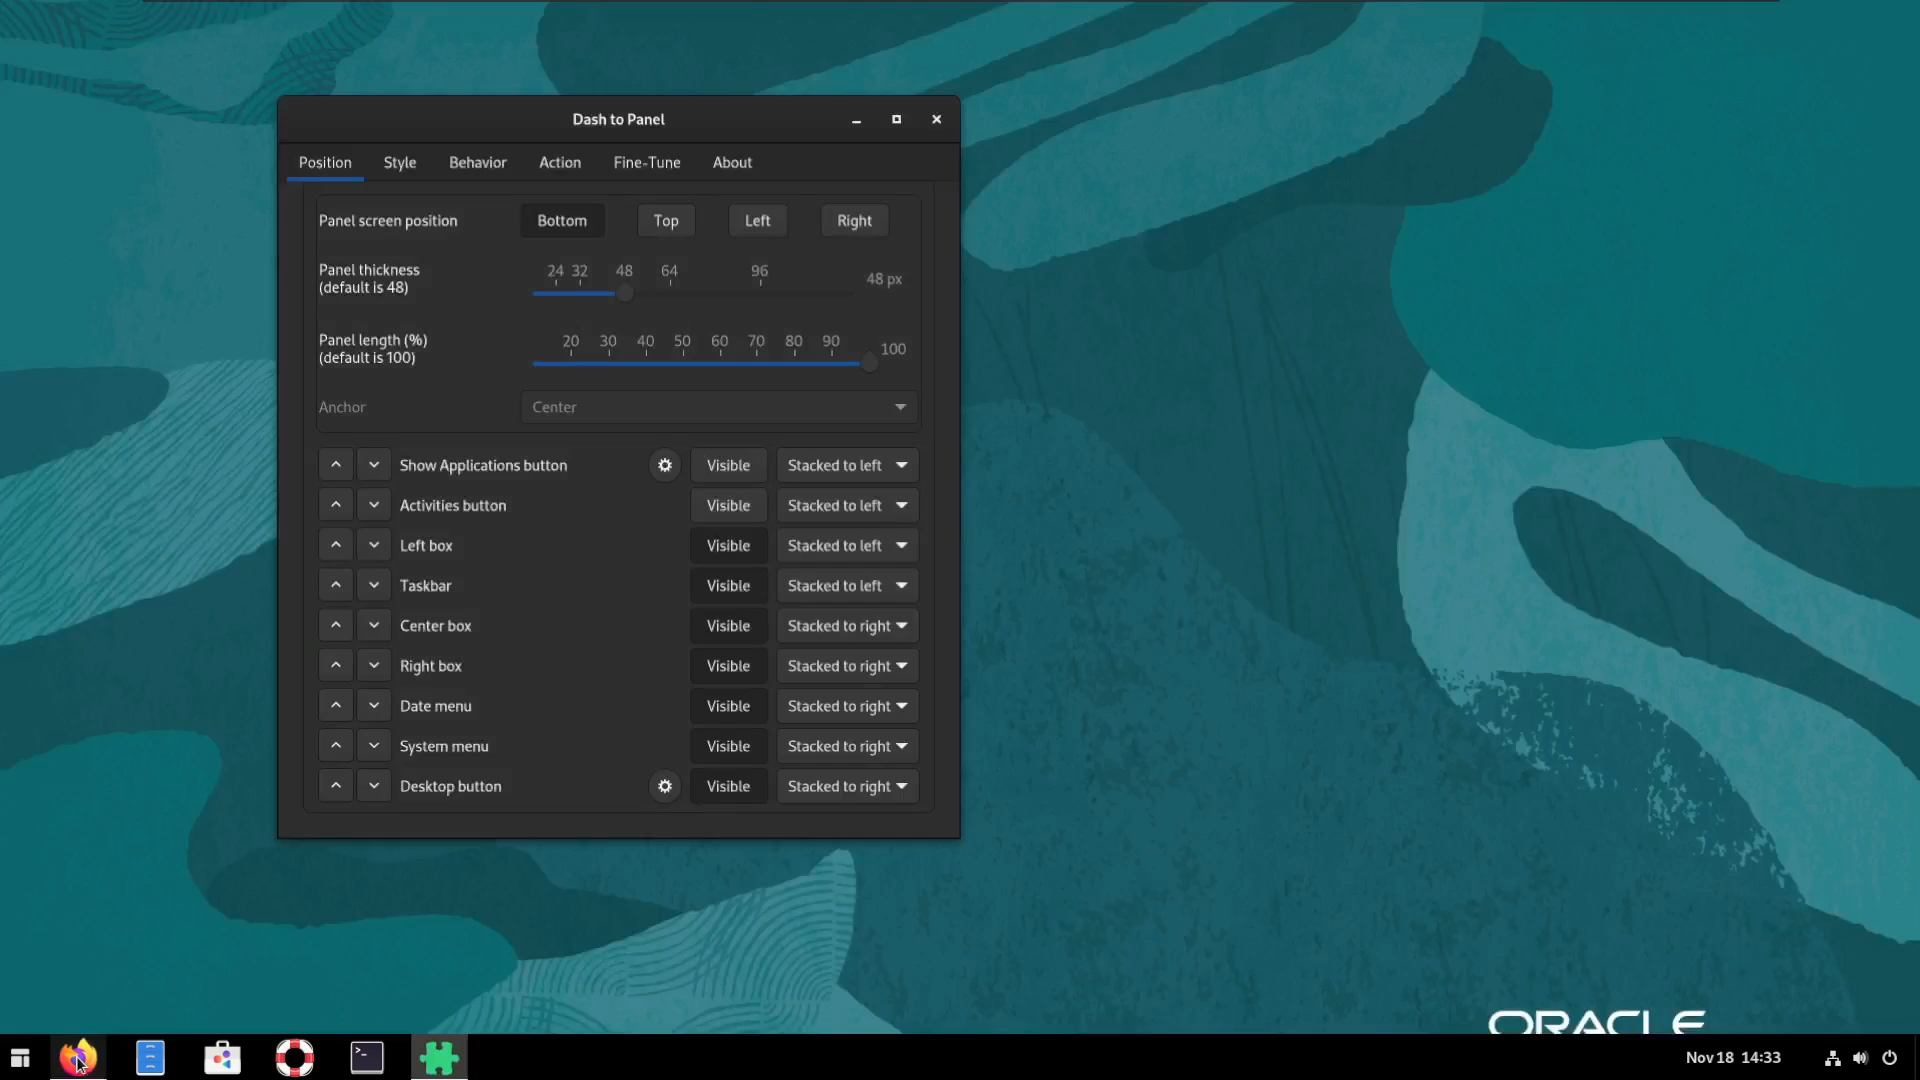 Dash to Panel
Position Style Behavior Action Fine-Tune About
Panel screen position Bottom Top Left Right
Panel thickness
(default is 48)
24 32 48 64 96
48 px
Panel length (%)
(default is 100)
20 30 40 50 60 70 80 90
100
Anchor Center
Show Applications button Visible Stacked to left
Activities button Visible Stacked to left
Left box Visible Stacked to left
Taskbar Visible Stacked to left
Center box Visible Stacked to right
Right box Visible Stacked to right
Date menu Visible Stacked to right
System menu Visible Stacked to right
Desktop button Visible Stacked to right
ORACLE
>_
Nov 18 14:33